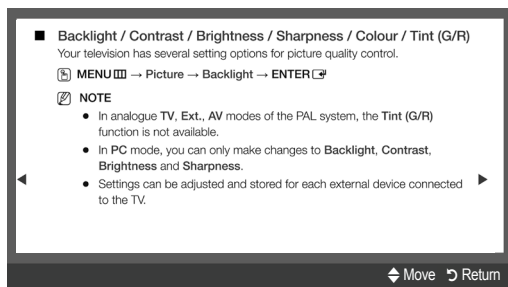 ■ Backlight / Contrast / Brightness / Sharpness / Colour / Tint (G/R)
Your television has several setting options for picture quality control.
MENU → Picture → Backlight → ENTER
NOTE
● In analogue TV, Ext., AV modes of the PAL system, the Tint (G/R)
function is not available.
● In PC mode, you can only make changes to Backlight, Contrast,
Brightness and Sharpness.
● Settings can be adjusted and stored for each external device connected
to the TV.
Move Return